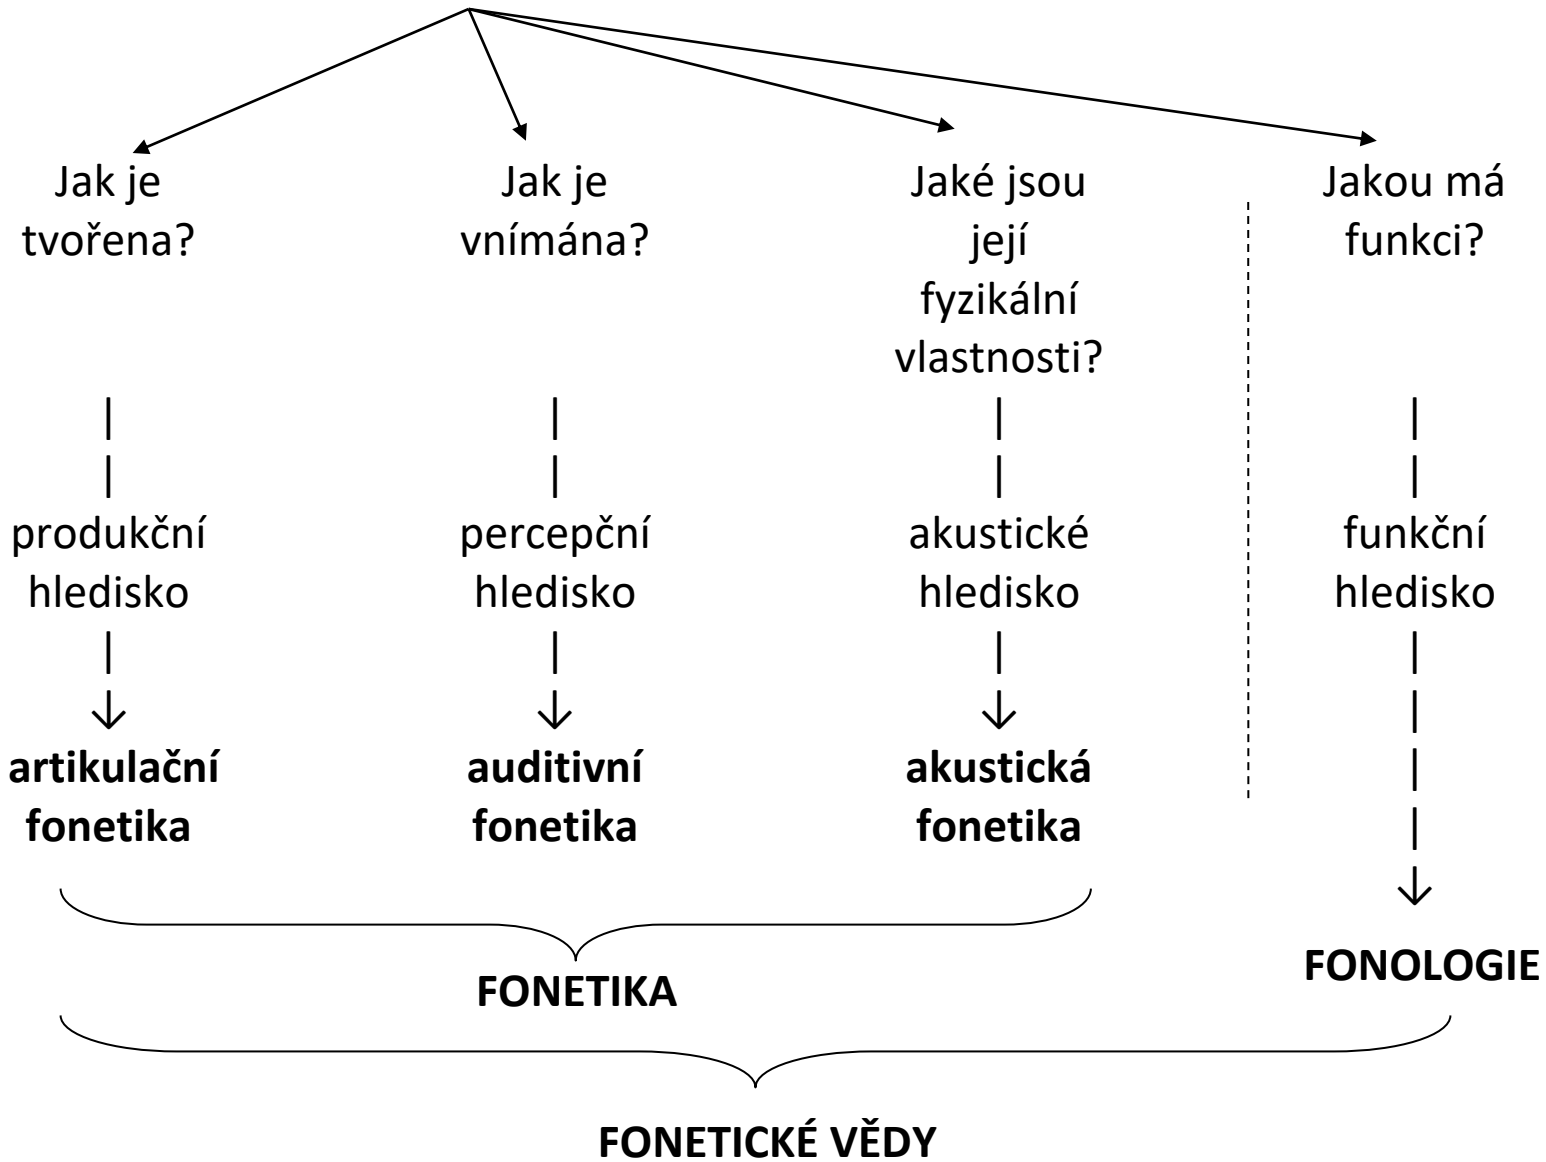 Jak je
tvořena?
Jak je
vnímána?
Jaké jsou
její
fyzikální
vlastnosti?
Jakou má
funkci?
produkční
hledisko
percepční
hledisko
akustické
hledisko
funkční
hledisko
artikulační
fonetika
auditivní
fonetika
akustická
fonetika
FONETIKA
FONOLOGIE
FONETICKÉ VĚDY